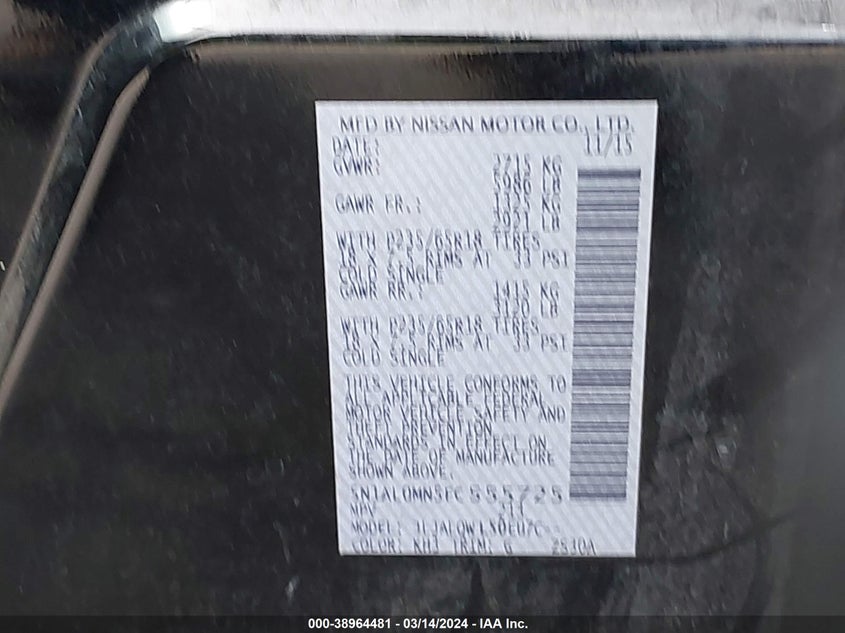 MFD BY NISSAN MOTOR CO., LTD.
DATE: 11/15
GVWR: 2715 KG
5986 LB
GAWR FR.: 1325 KG
2921 LB
WITH P235/65R18 TIRES
18 X 7.5 RIMS AT 33 PSI
COLD SINGLE
GAWR RR.: 1415 KG
3120 LB
WITH P235/65R18 TIRES
18 X 7.5 RIMS AT 33 PSI
COLD SINGLE
THIS VEHICLE CONFORMS TO
ALL APPLICABLE FEDERAL
MOTOR VEHICLE SAFETY AND
THEFT PREVENTION
STANDARDS IN EFFECT ON
THE DATE OF MANUFACTURE
SHOWN ABOVE.
5N1AL0MN5FC555725
MPV
MODEL:
COLOR: KH3 TRIM: G
000-38964481 - 03/14/2024 - IAA Inc.